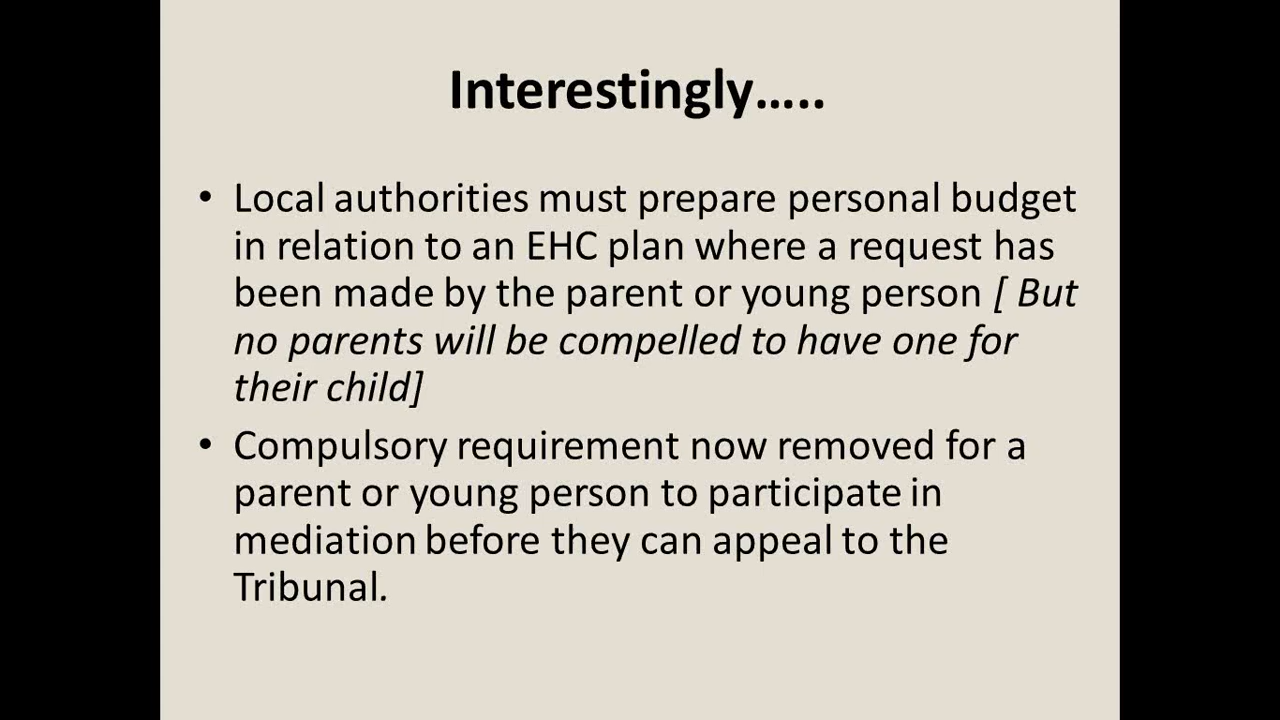 Interestingly…..
• Local authorities must prepare personal budget
in relation to an EHC plan where a request has
been made by the parent or young person [ But
no parents will be compelled to have one for
their child]
• Compulsory requirement now removed for a
parent or young person to participate in
mediation before they can appeal to the
Tribunal.